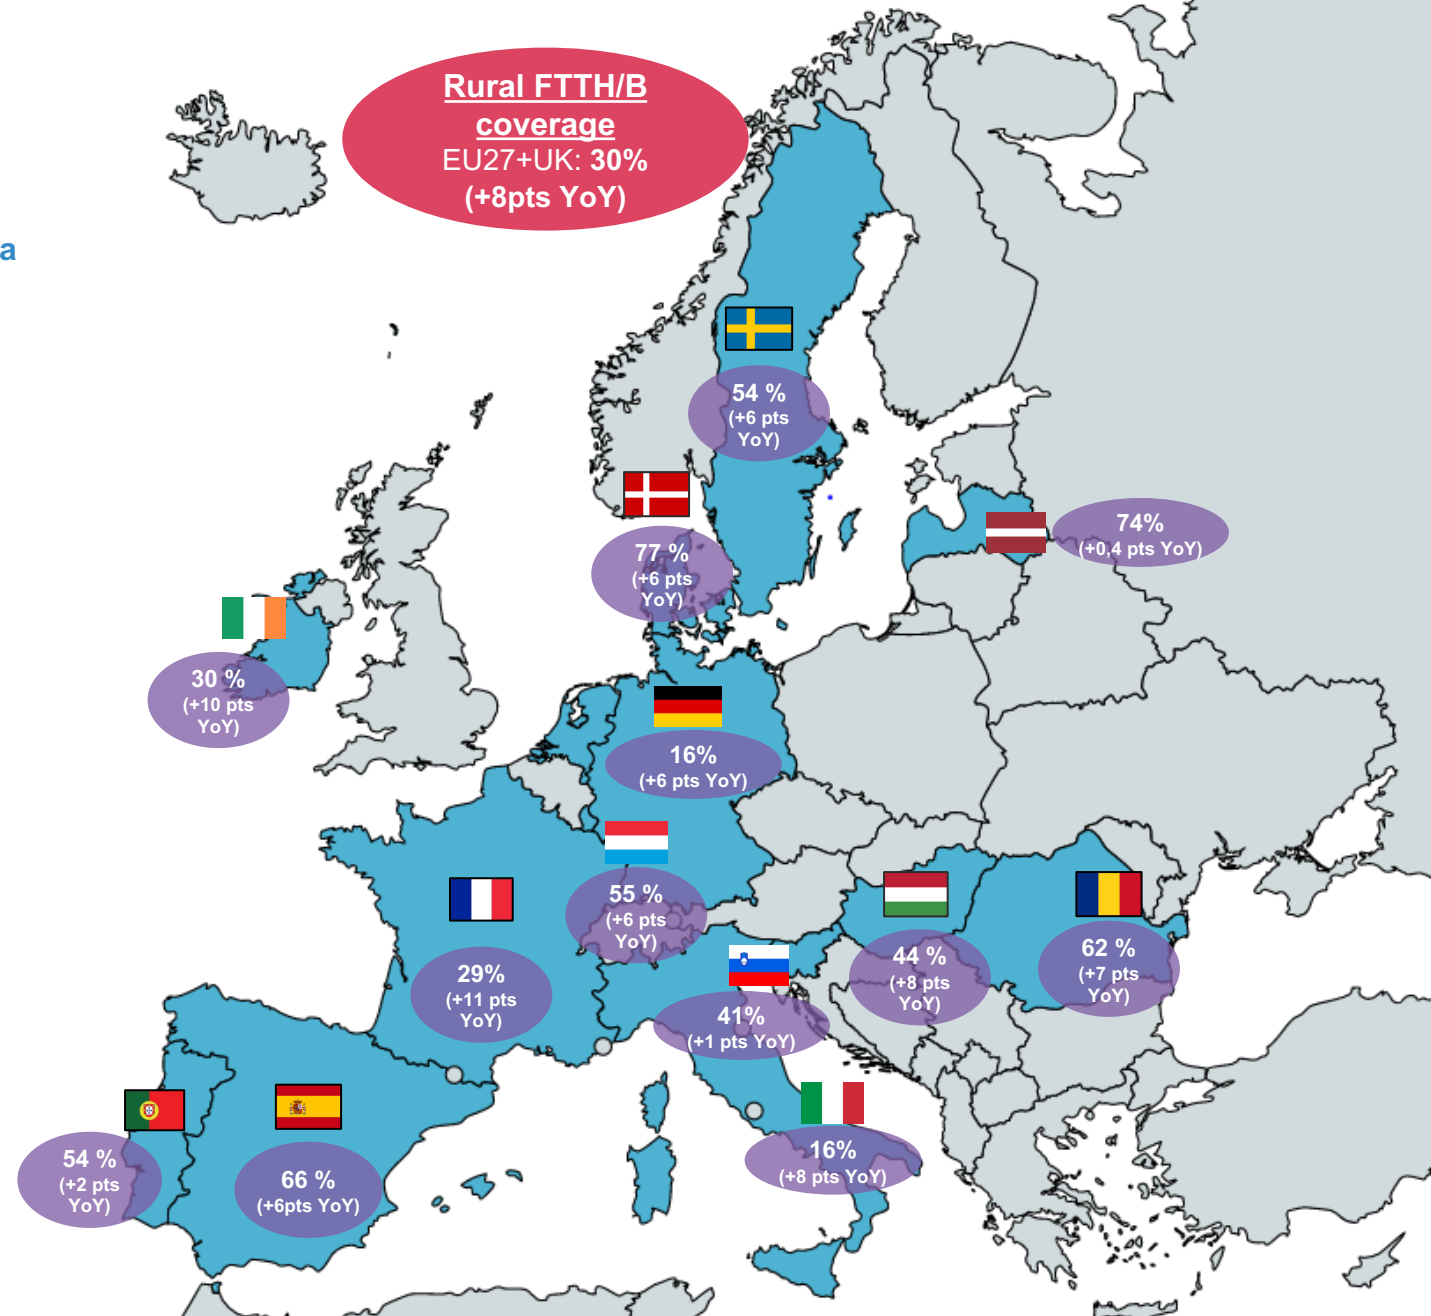 Rural FTTH/B
coverage
EU27+UK: 30%
(+8pts YoY)
a
54 %
(+6 pts
YoY)
77 %
(+6 pts
YoY)
74%
(+0,4 pts YoY)
30 %
(+10 pts
YoY)
16%
(+6 pts YoY)
55 %
(+6 pts
YoY)
29%
(+11 pts
YoY)
44 %
(+8 pts
YoY)
62 %
(+7 pts
YoY)
41%
(+1 pts YoY)
54 %
(+2 pts
YoY)
66 %
(+6pts YoY)
16%
(+8 pts YoY)